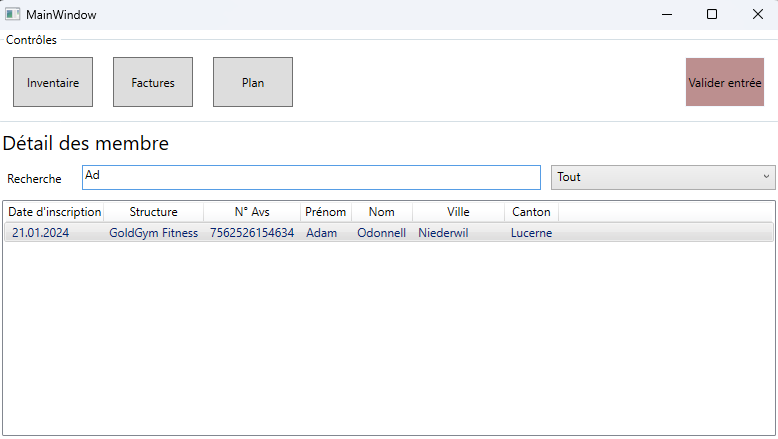 MainWindow
Contrôles
Inventaire Factures Plan Valider entrée
Détail des membre
Recherche Ad Tout
Date d'inscription Structure N° Avs Prénom Nom Ville Canton
21.01.2024 GoldGym Fitness 7562526154634 Adam Odonnell Niederwil Lucerne